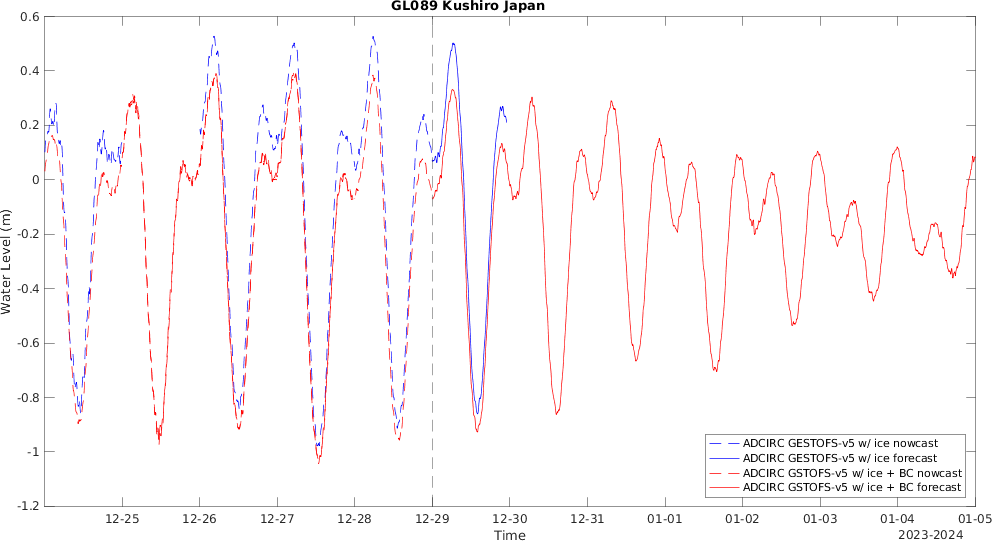 GL089 Kushiro Japan
0.6
0.4
0.2
0
-0.2
-0.4
-0.6
-0.8
-1
-1.2
Water Level (m)
12-25 12-26 12-27 12-28 12-29 12-30 12-31 01-01 01-02 01-03 01-04 01-05
Time
2023-2024
ADCIRC GESTOFS-v5 w/ ice nowcast
ADCIRC GESTOFS-v5 w/ ice forecast
ADCIRC GSTOFS-v5 w/ ice + BC nowcast
ADCIRC GSTOFS-v5 w/ ice + BC forecast